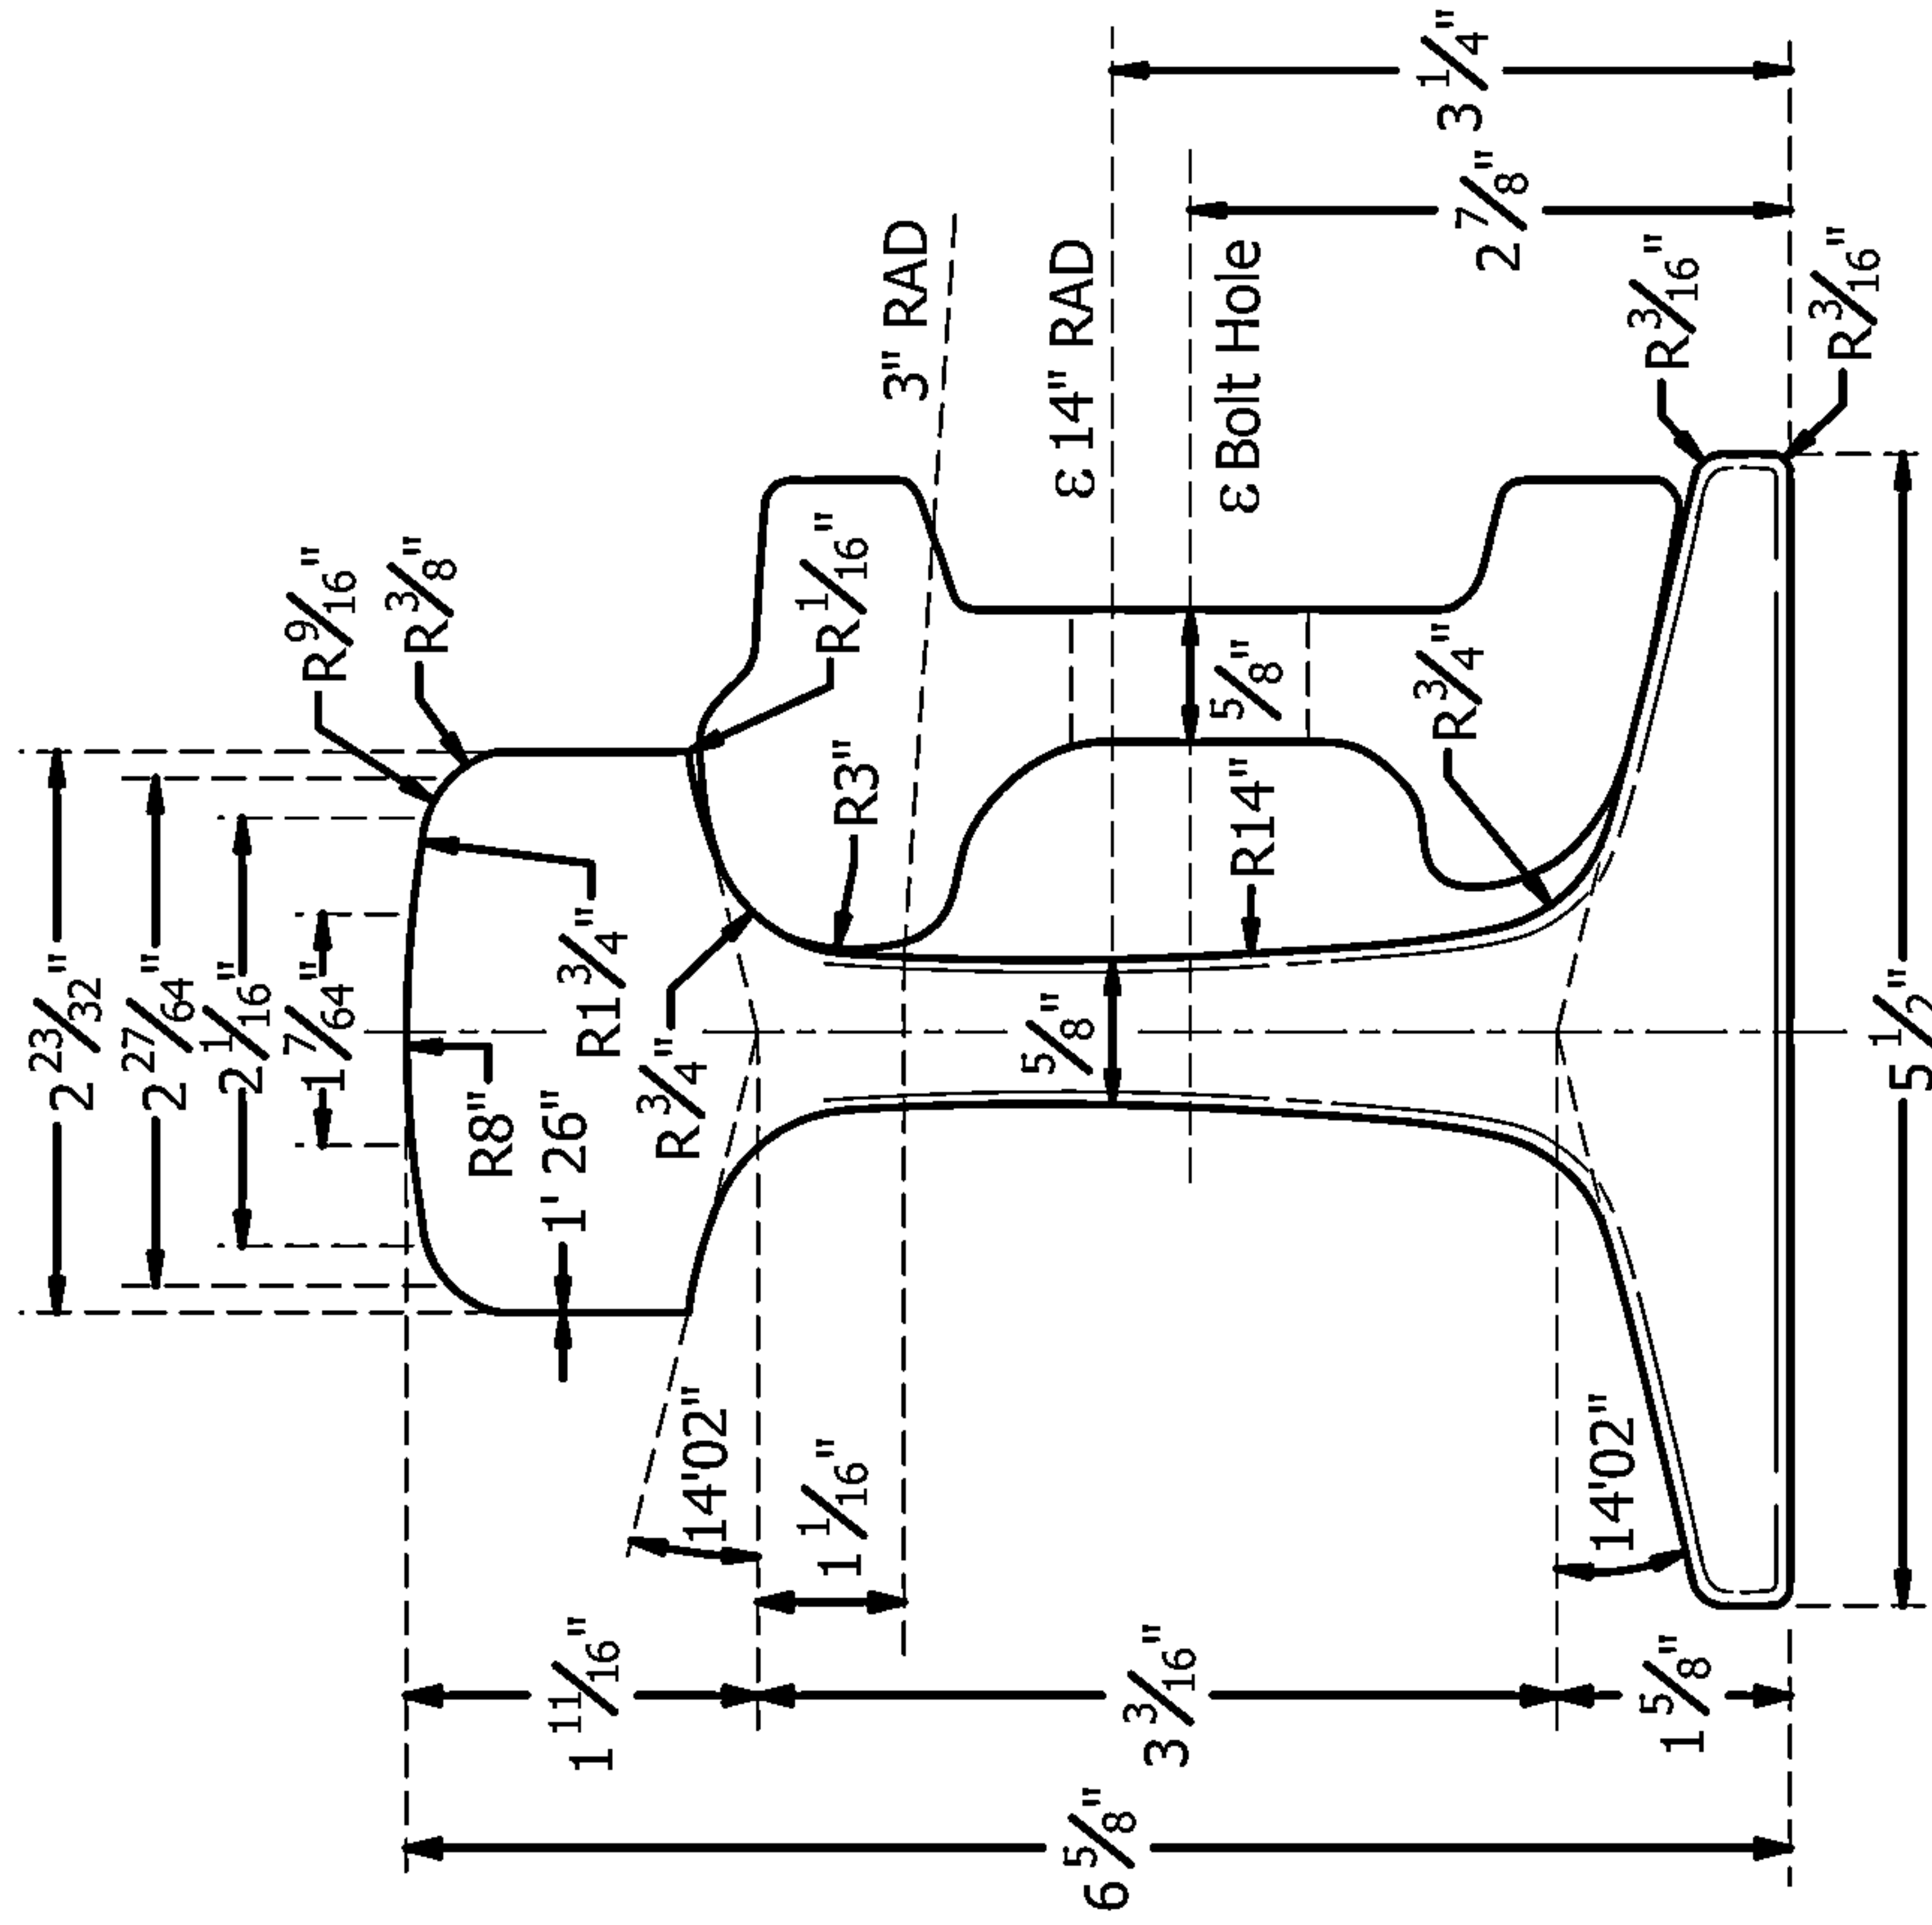 2 23/32"
2 27/64"
2 1/16"
1 7/64"
R 9/16"
R 3/8"
R8"
R1 3/4"
1' 26"
R 3/4"
R 1/16"
R3"
3" RAD
ε 14" RAD
ε Bolt Hole
5/8"
5/8"
R14"
R 3/4"
3 1/4"
2 7/8"
R 3/16"
R 3/16"
14'02"
1 1/16"
14'02"
1 11/16"
3 3/16"
1 5/8"
6 5/8"
5 1/2"